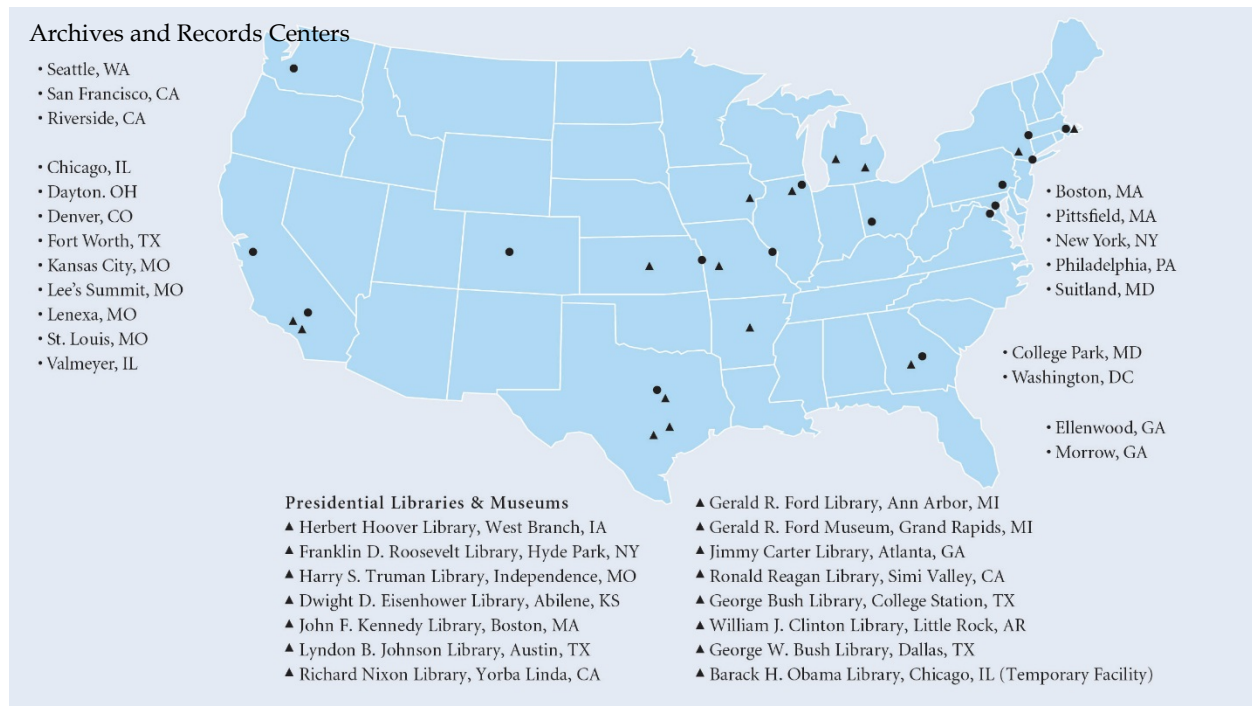 Archives and Records Centers
• Seattle, WA
• San Francisco, CA
• Riverside, CA
• Chicago, IL
• Dayton. OH
• Denver, CO
• Fort Worth, TX
• Kansas City, MO
• Lee's Summit, MO
• Lenexa, MO
• St. Louis, MO
• Valmeyer, IL
• Boston, MA
• Pittsfield, MA
• New York, NY
• Philadelphia, PA
• Suitland, MD
• College Park, MD
• Washington, DC
• Ellenwood, GA
• Morrow, GA
Presidential Libraries & Museums
▲ Herbert Hoover Library, West Branch, IA
▲ Franklin D. Roosevelt Library, Hyde Park, NY
▲ Harry S. Truman Library, Independence, MO
▲ Dwight D. Eisenhower Library, Abilene, KS
▲ John F. Kennedy Library, Boston, MA
▲ Lyndon B. Johnson Library, Austin, TX
▲ Richard Nixon Library, Yorba Linda, CA
▲ Gerald R. Ford Library, Ann Arbor, MI
▲ Gerald R. Ford Museum, Grand Rapids, MI
▲ Jimmy Carter Library, Atlanta, GA
▲ Ronald Reagan Library, Simi Valley, CA
▲ George Bush Library, College Station, TX
▲ William J. Clinton Library, Little Rock, AR
▲ George W. Bush Library, Dallas, TX
▲ Barack H. Obama Library, Chicago, IL (Temporary Facility)